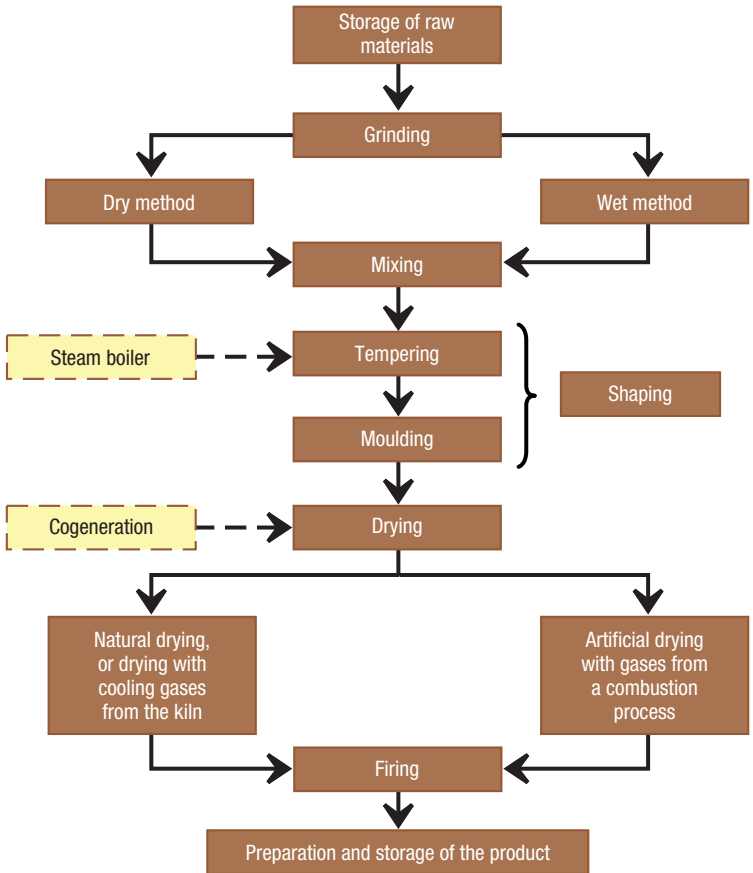 Storage of raw
materials
Grinding
Dry method
Wet method
Mixing
Steam boiler
Tempering
Shaping
Moulding
Cogeneration
Drying
Natural drying,
or drying with
cooling gases
from the kiln
Artificial drying
with gases from
a combustion
process
Firing
Preparation and storage of the product